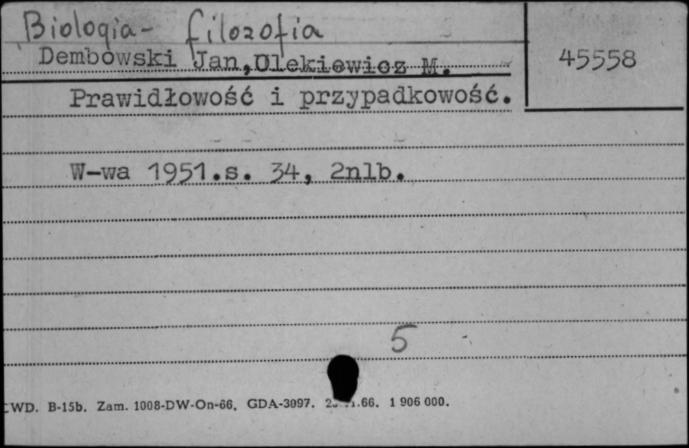 Biologia - filozofia
Dembowski Jan, Olekiewicz M.
45558
Prawidłowość i przypadkowość.
W-wa 1951.s. 34, 2nlb.
5
CWD. B-15b. Zam. 1008-DW-On-66. GDA-3097. .66. 1 906 000.